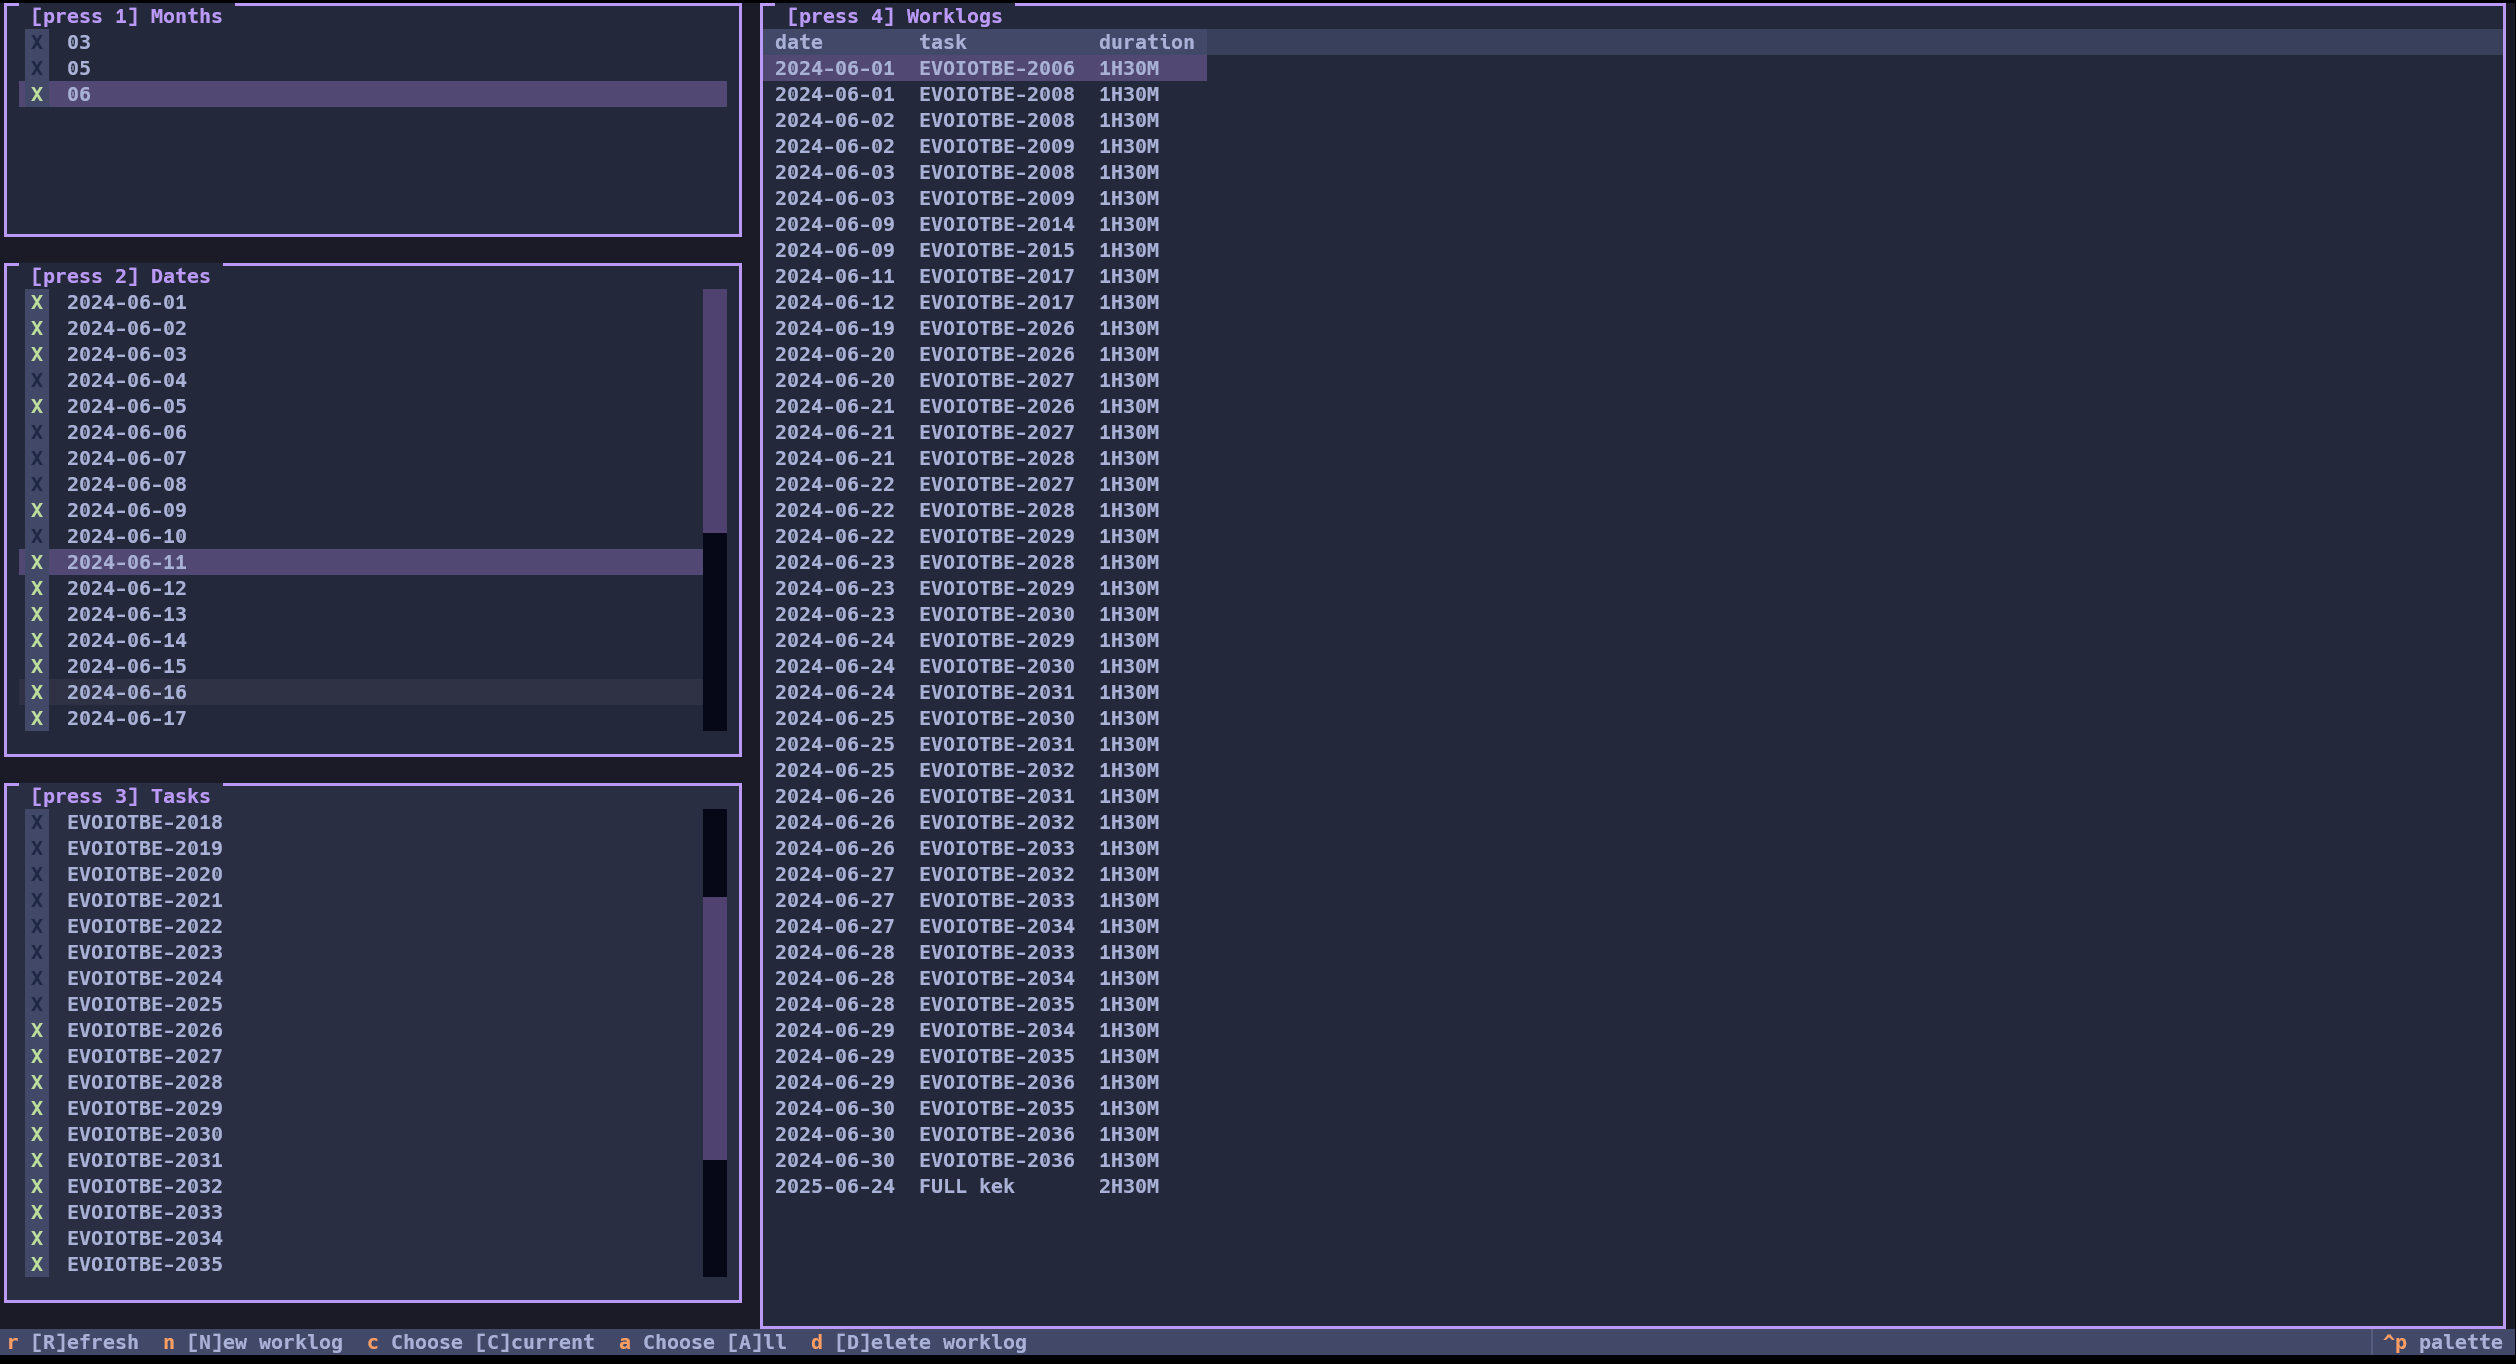 [press 1] Months
X 03
X 05
X 06
[press 2] Dates
X 2024-06-01
X 2024-06-02
X 2024-06-03
X 2024-06-04
X 2024-06-05
X 2024-06-06
X 2024-06-07
X 2024-06-08
X 2024-06-09
X 2024-06-10
X 2024-06-11
X 2024-06-12
X 2024-06-13
X 2024-06-14
X 2024-06-15
X 2024-06-16
X 2024-06-17
[press 3] Tasks
X EVOIOTBE-2018
X EVOIOTBE-2019
X EVOIOTBE-2020
X EVOIOTBE-2021
X EVOIOTBE-2022
X EVOIOTBE-2023
X EVOIOTBE-2024
X EVOIOTBE-2025
X EVOIOTBE-2026
X EVOIOTBE-2027
X EVOIOTBE-2028
X EVOIOTBE-2029
X EVOIOTBE-2030
X EVOIOTBE-2031
X EVOIOTBE-2032
X EVOIOTBE-2033
X EVOIOTBE-2034
X EVOIOTBE-2035
[press 4] Worklogs
date task duration
2024-06-01 EVOIOTBE-2006 1H30M
2024-06-01 EVOIOTBE-2008 1H30M
2024-06-02 EVOIOTBE-2008 1H30M
2024-06-02 EVOIOTBE-2009 1H30M
2024-06-03 EVOIOTBE-2008 1H30M
2024-06-03 EVOIOTBE-2009 1H30M
2024-06-09 EVOIOTBE-2014 1H30M
2024-06-09 EVOIOTBE-2015 1H30M
2024-06-11 EVOIOTBE-2017 1H30M
2024-06-12 EVOIOTBE-2017 1H30M
2024-06-19 EVOIOTBE-2026 1H30M
2024-06-20 EVOIOTBE-2026 1H30M
2024-06-20 EVOIOTBE-2027 1H30M
2024-06-21 EVOIOTBE-2026 1H30M
2024-06-21 EVOIOTBE-2027 1H30M
2024-06-21 EVOIOTBE-2028 1H30M
2024-06-22 EVOIOTBE-2027 1H30M
2024-06-22 EVOIOTBE-2028 1H30M
2024-06-22 EVOIOTBE-2029 1H30M
2024-06-23 EVOIOTBE-2028 1H30M
2024-06-23 EVOIOTBE-2029 1H30M
2024-06-23 EVOIOTBE-2030 1H30M
2024-06-24 EVOIOTBE-2029 1H30M
2024-06-24 EVOIOTBE-2030 1H30M
2024-06-24 EVOIOTBE-2031 1H30M
2024-06-25 EVOIOTBE-2030 1H30M
2024-06-25 EVOIOTBE-2031 1H30M
2024-06-25 EVOIOTBE-2032 1H30M
2024-06-26 EVOIOTBE-2031 1H30M
2024-06-26 EVOIOTBE-2032 1H30M
2024-06-26 EVOIOTBE-2033 1H30M
2024-06-27 EVOIOTBE-2032 1H30M
2024-06-27 EVOIOTBE-2033 1H30M
2024-06-27 EVOIOTBE-2034 1H30M
2024-06-28 EVOIOTBE-2033 1H30M
2024-06-28 EVOIOTBE-2034 1H30M
2024-06-28 EVOIOTBE-2035 1H30M
2024-06-29 EVOIOTBE-2034 1H30M
2024-06-29 EVOIOTBE-2035 1H30M
2024-06-29 EVOIOTBE-2036 1H30M
2024-06-30 EVOIOTBE-2035 1H30M
2024-06-30 EVOIOTBE-2036 1H30M
2024-06-30 EVOIOTBE-2036 1H30M
2025-06-24 FULL kek 2H30M
r [R]efresh n [N]ew worklog c Choose [C]current a Choose [A]ll d [D]elete worklog ^p palette